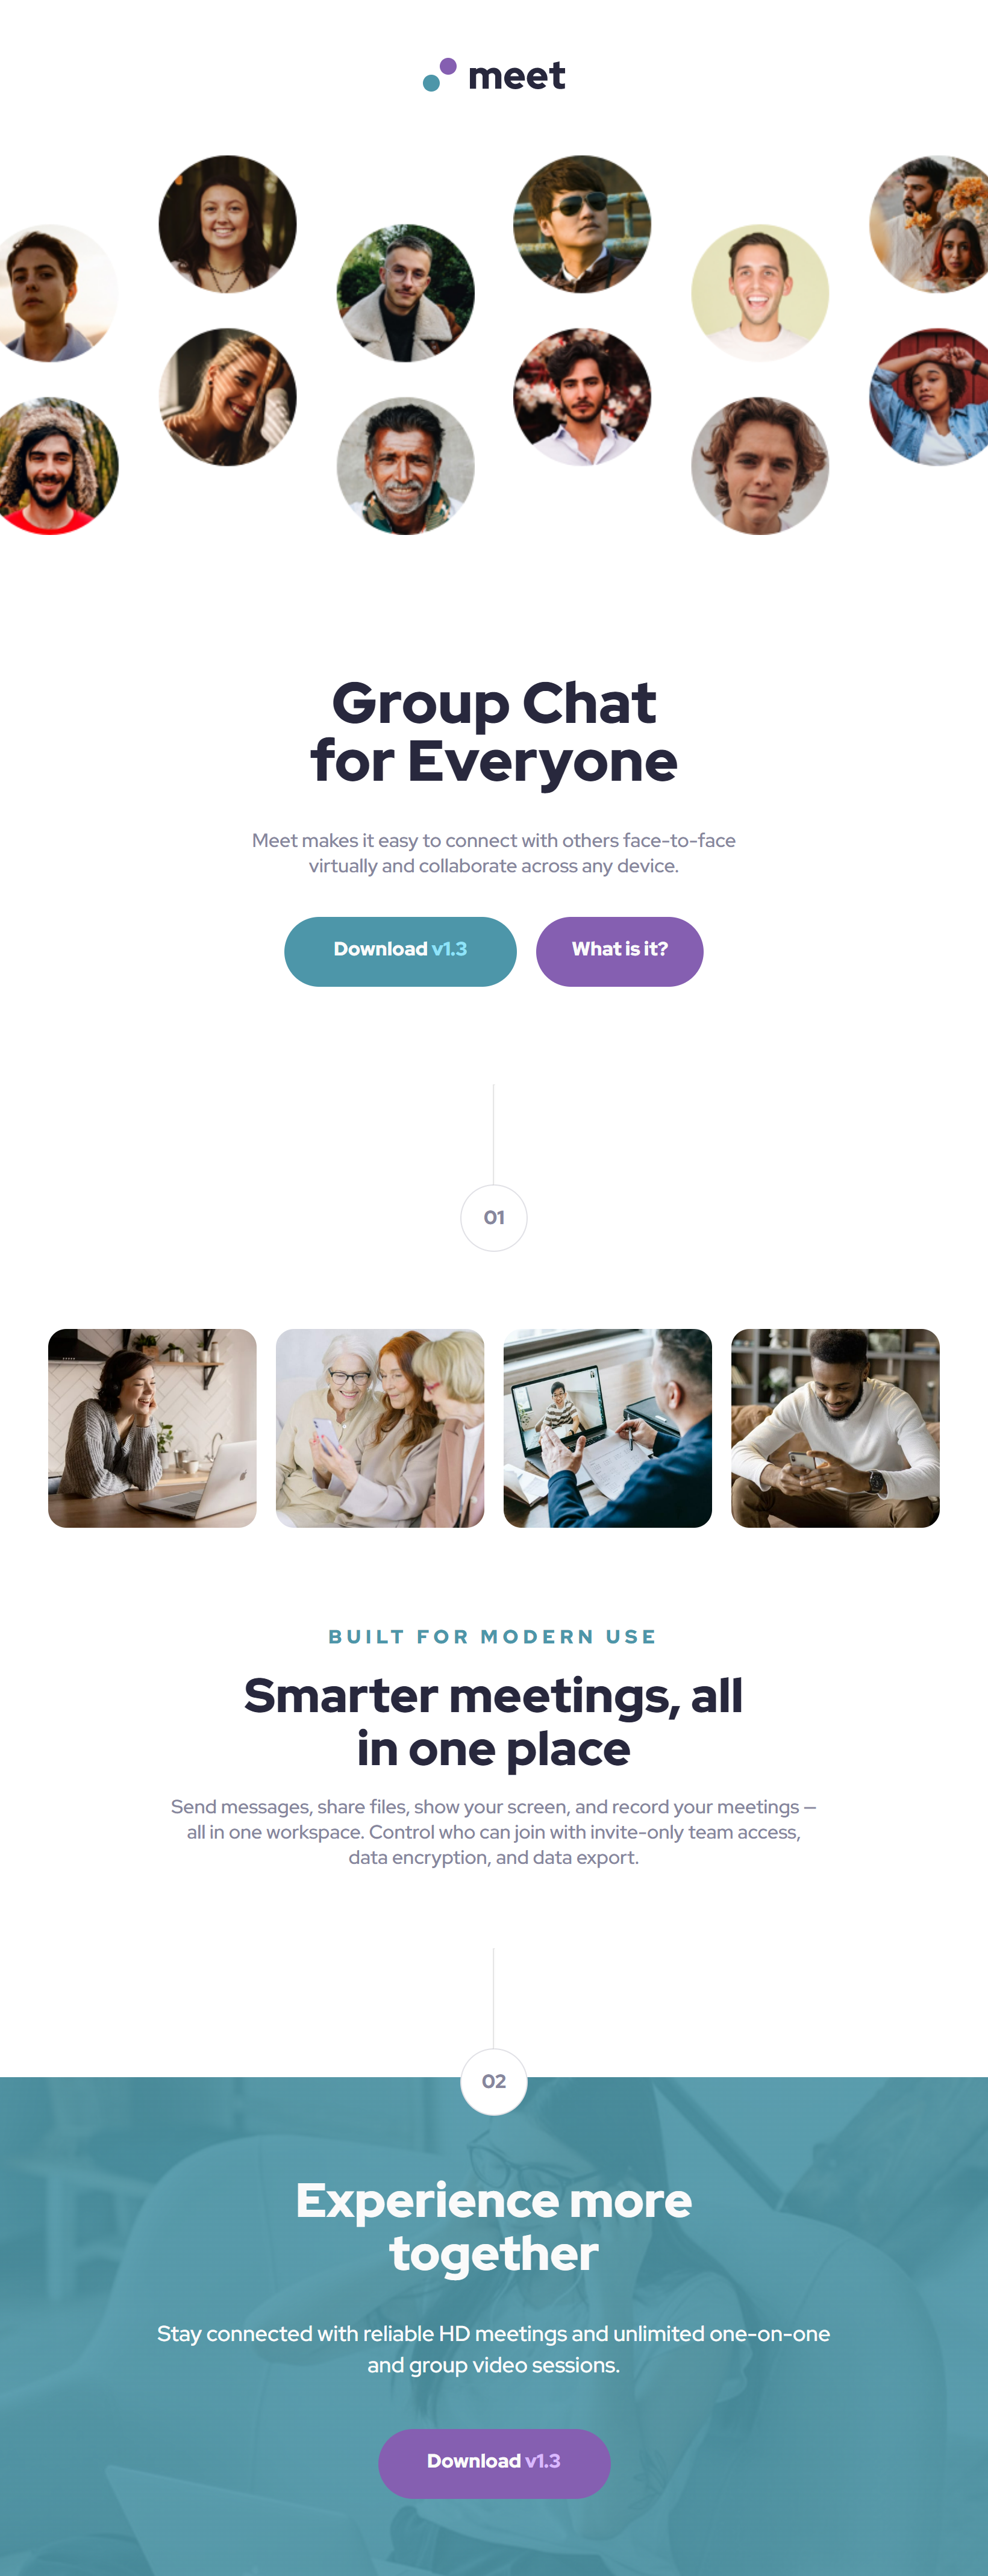 meet
Group Chat
for Everyone
Meet makes it easy to connect with others face-to-face
virtually and collaborate across any device.
Download v1.3
What is it?
01
BUILT FOR MODERN USE
Smarter meetings, all
in one place
Send messages, share files, show your screen, and record your meetings —
all in one workspace. Control who can join with invite-only team access,
data encryption, and data export.
02
Experience more
together
Stay connected with reliable HD meetings and unlimited one-on-one
and group video sessions.
Download v1.3